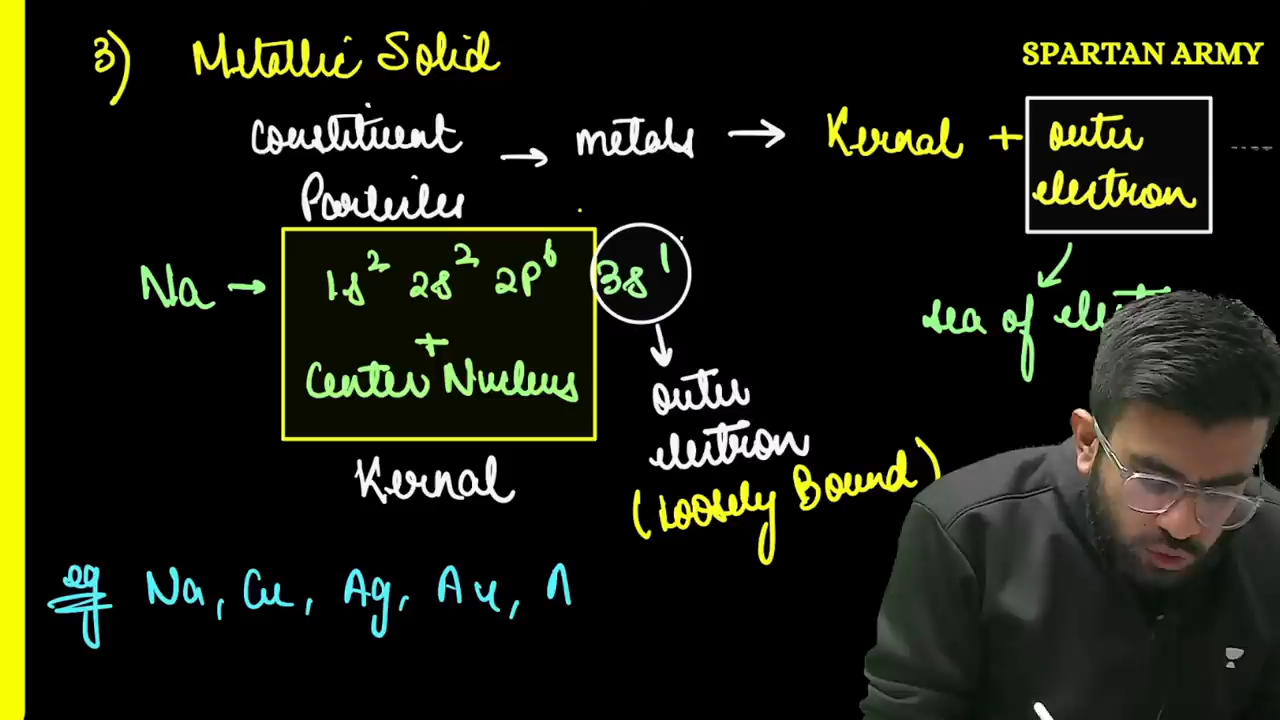 3) Metallic Solid
SPARTAN ARMY
constituent Particles → metals → Kernal + outer electron
sea of
Na → 1s² 2s² 2p⁶ 3s¹
+
Center Nucleus
Kernal
outer
electron
(Loosely Bound)
eg Na, Cu, Ag, Au,